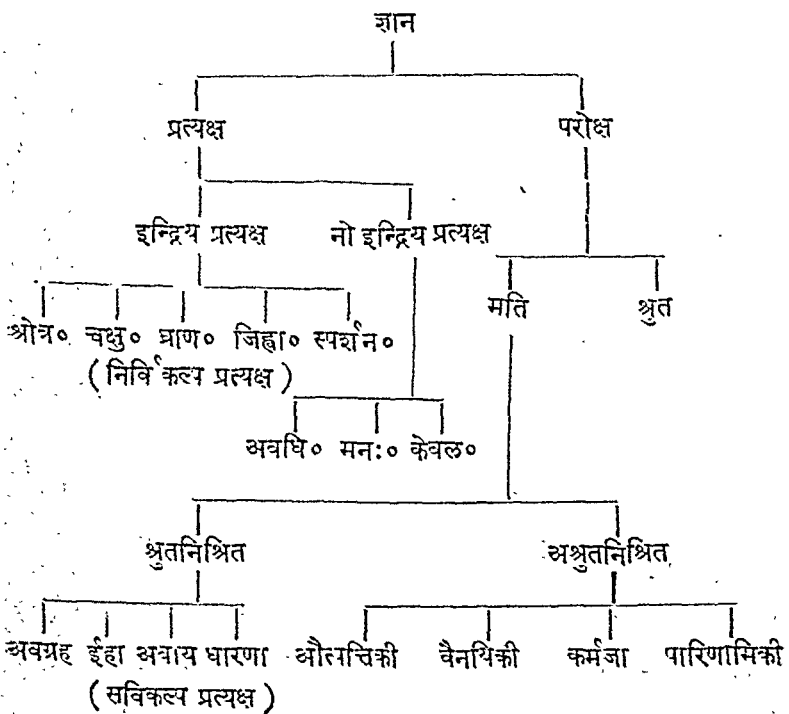 ज्ञान
प्रत्यक्ष परोक्ष
इन्द्रिय प्रत्यक्ष नो इन्द्रिय प्रत्यक्ष
मति श्रुत
श्रोत्र० चक्षु० घ्राण० जिह्वा० स्पर्शन०
( निर्विकल्प प्रत्यक्ष )
अवधि० मनः० केवल०
श्रुतनिश्रित अश्रुतनिश्रित
अवग्रह ईहा अवाय धारणा औत्पत्तिकी वैनयिकी कर्मजा पारिणामिकी
( सविकल्प प्रत्यक्ष )